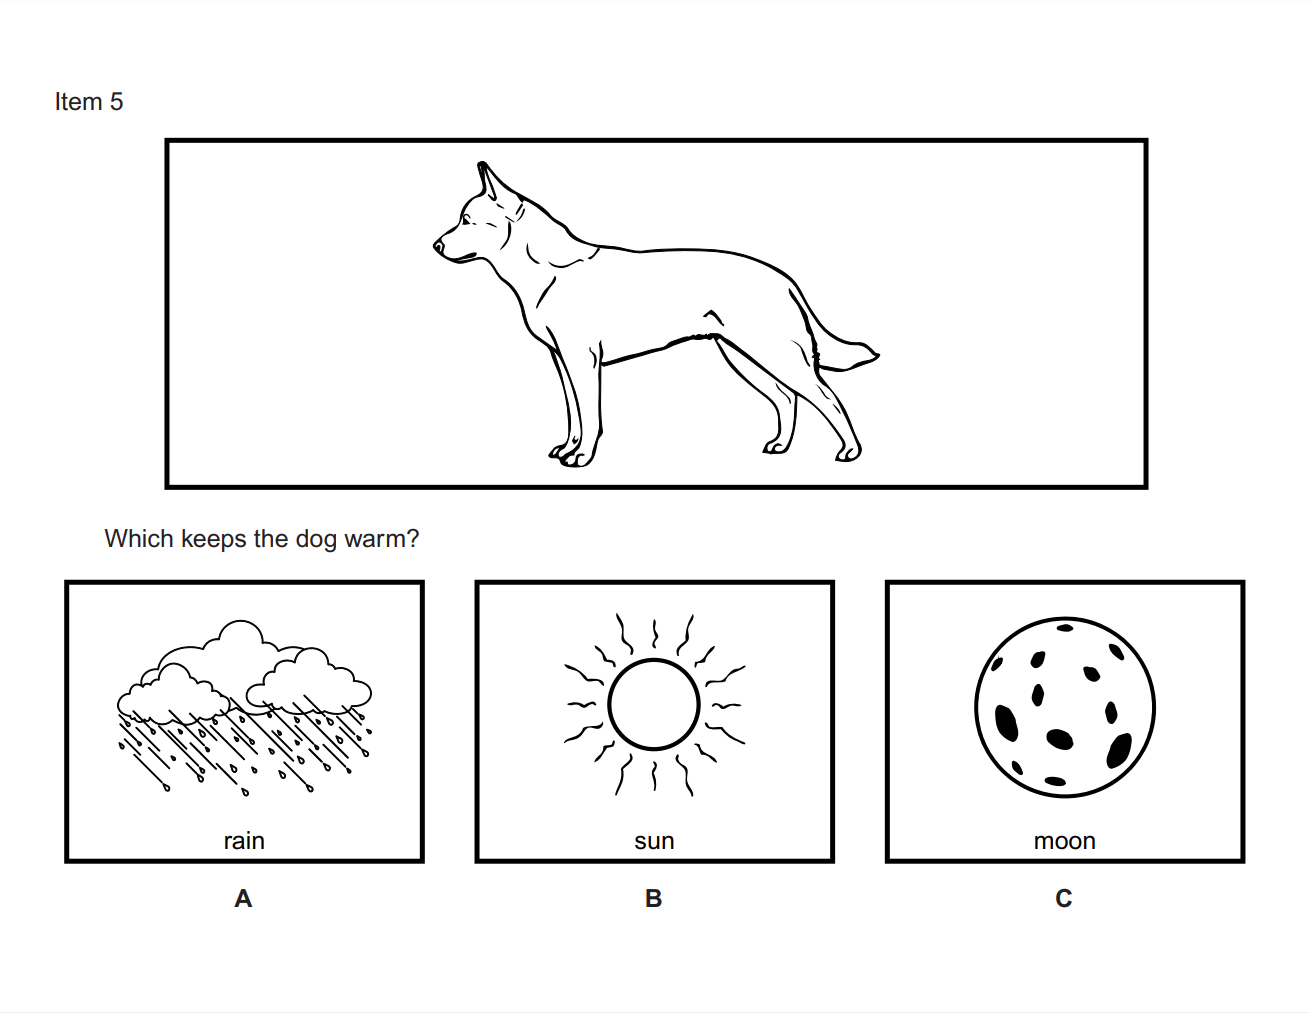 Item 5
Which keeps the dog warm?
rain
sun
moon
A
B
C